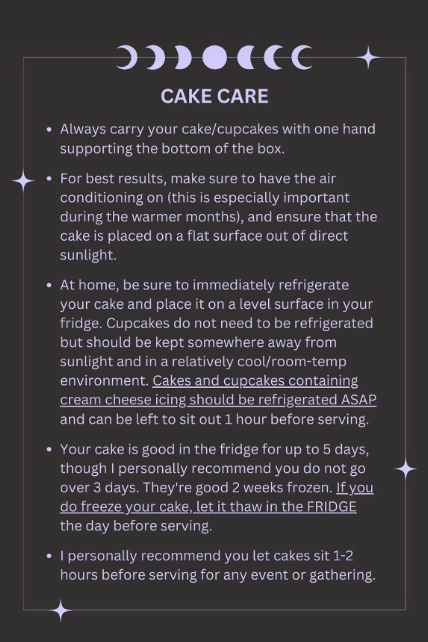 CAKE CARE
• Always carry your cake/cupcakes with one hand
supporting the bottom of the box.
• For best results, make sure to have the air
conditioning on (this is especially important
during the warmer months), and ensure that the
cake is placed on a flat surface out of direct
sunlight.
• At home, be sure to immediately refrigerate
your cake and place it on a level surface in your
fridge. Cupcakes do not need to be refrigerated
but should be kept somewhere away from
sunlight and in a relatively cool/room-temp
environment. Cakes and cupcakes containing
cream cheese icing should be refrigerated ASAP
and can be left to sit out 1 hour before serving.
• Your cake is good in the fridge for up to 5 days,
though I personally recommend you do not go
over 3 days. They're good 2 weeks frozen. If you
do freeze your cake, let it thaw in the FRIDGE
the day before serving.
• I personally recommend you let cakes sit 1-2
hours before serving for any event or gathering.